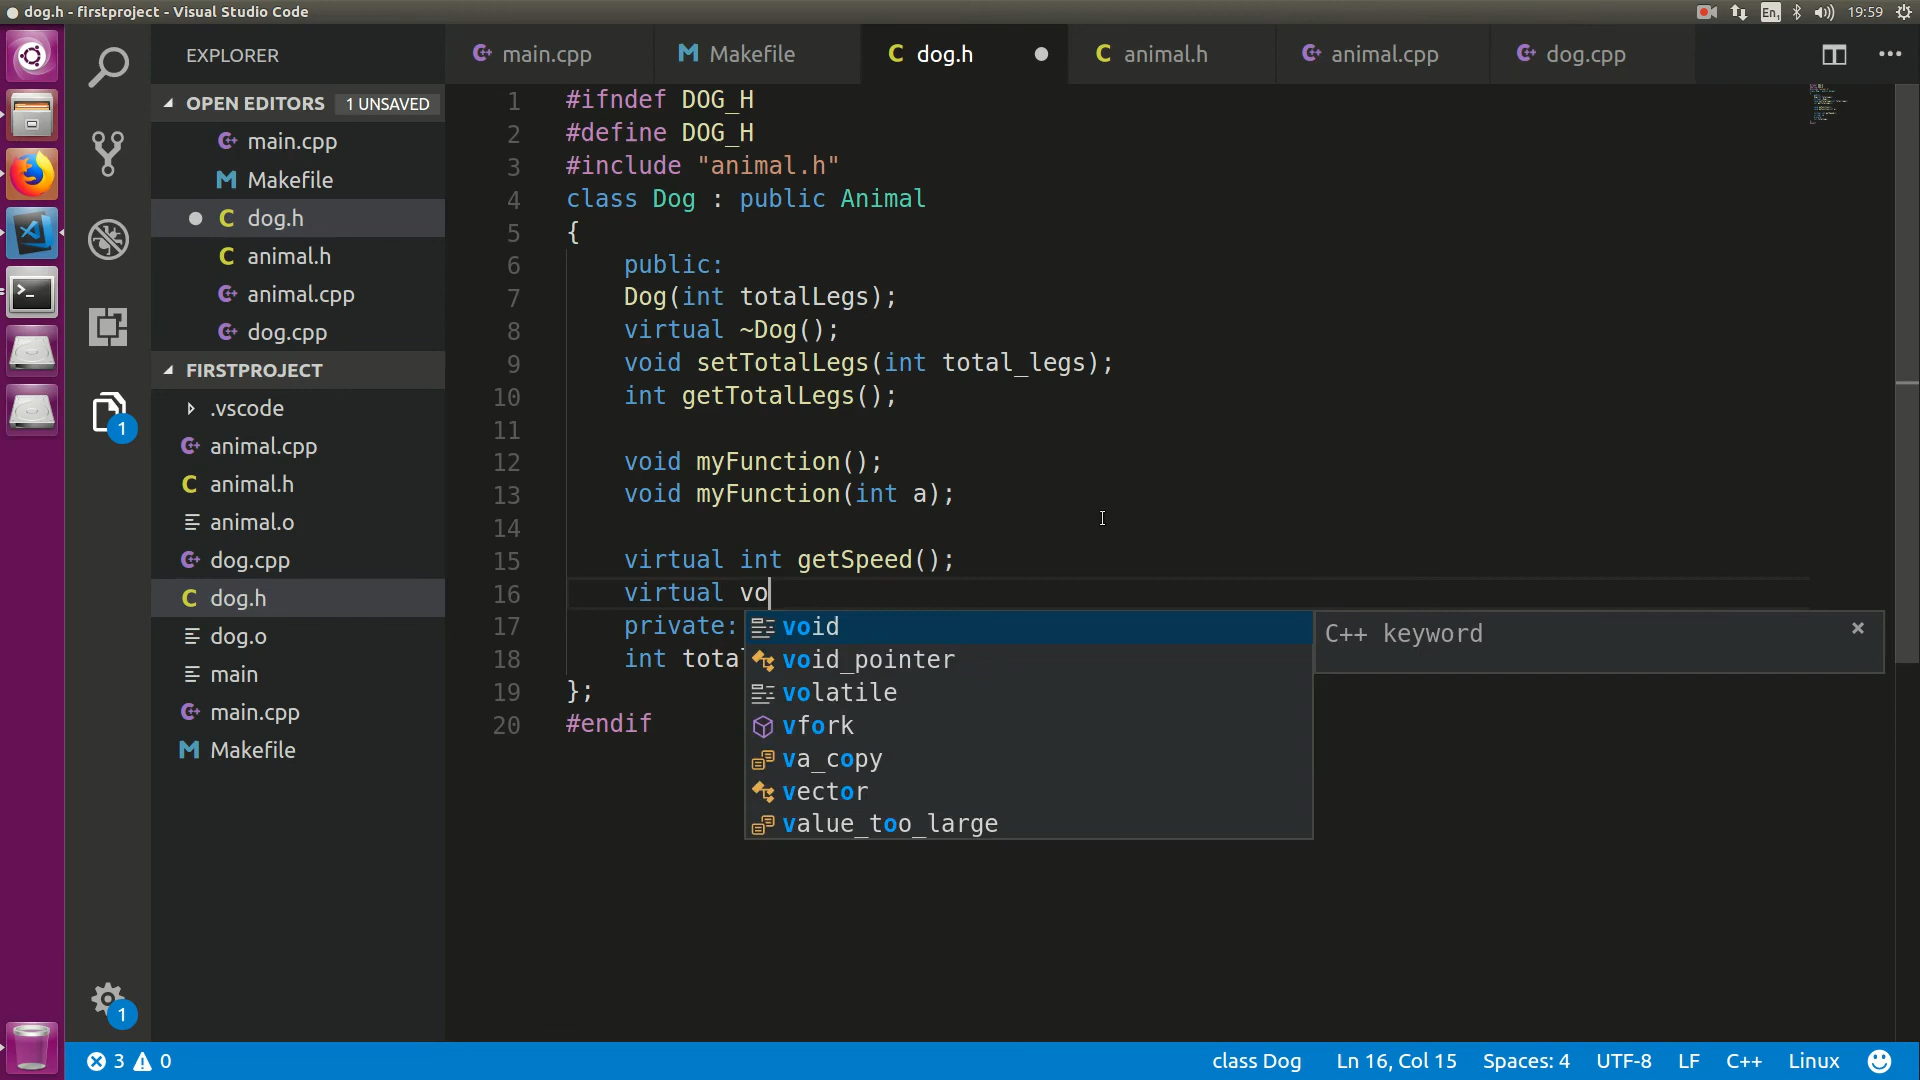 dog.h - firstproject - Visual Studio Code
En1
19:59
EXPLORER
OPEN EDITORS 1 UNSAVED
main.cpp
Makefile
dog.h
animal.h
animal.cpp
dog.cpp
FIRSTPROJECT
.vscode
animal.cpp
animal.h
animal.o
dog.cpp
dog.h
dog.o
main
main.cpp
Makefile
1
1
main.cpp
Makefile
dog.h
animal.h
animal.cpp
dog.cpp
1 #ifndef DOG_H
2 #define DOG_H
3 #include "animal.h"
4 class Dog : public Animal
5 {
6 public:
7 Dog(int totalLegs);
8 virtual ~Dog();
9 void setTotalLegs(int total_legs);
10 int getTotalLegs();
11
12 void myFunction();
13 void myFunction(int a);
14
15 virtual int getSpeed();
16 virtual vo
17 private:
18 int tota
19 };
20 #endif
void
void_pointer
volatile
vfork
va_copy
vector
value_too_large
C++ keyword
3 0
class Dog
Ln 16, Col 15
Spaces: 4
UTF-8
LF
C++
Linux